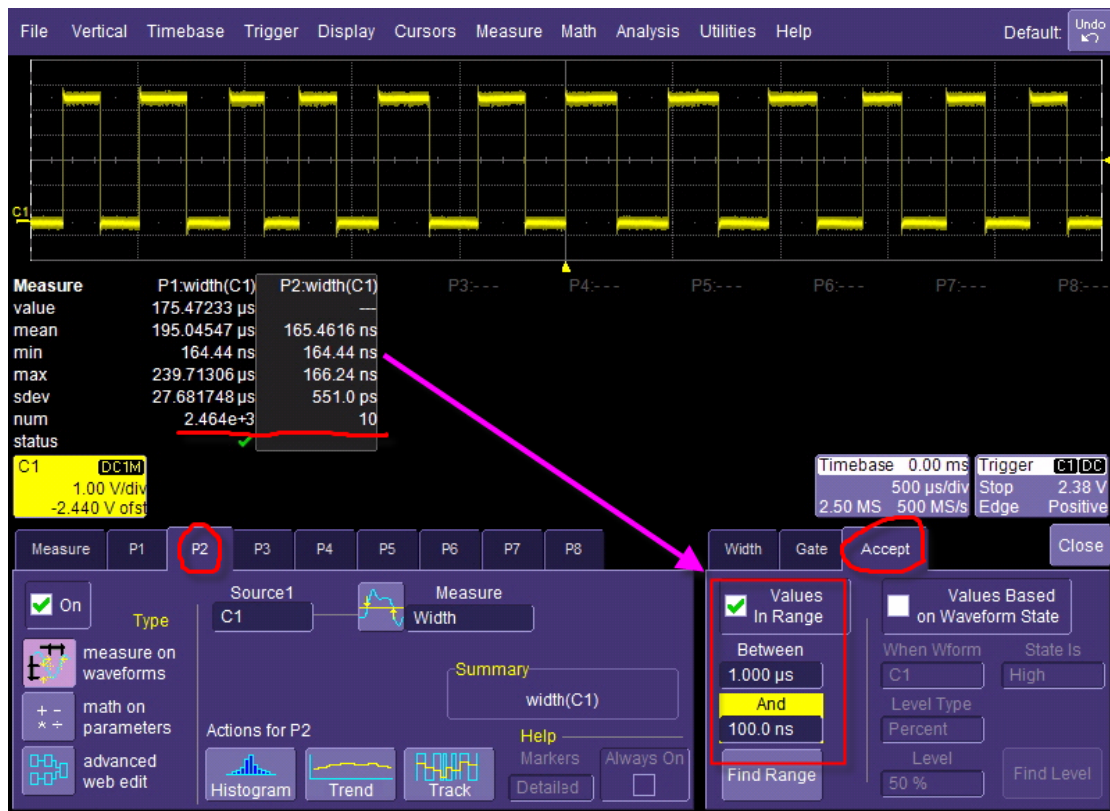 File Vertical Timebase Trigger Display Cursors Measure Math Analysis Utilities Help Default: Undo
C1
Measure P1:width(C1) P2:width(C1) P3:- - - P4:- - - P5:- - - P6:- - - P7:- - - P8:- - -
value 175.47233 µs ---
mean 195.04547 µs 165.4616 ns
min 164.44 ns 164.44 ns
max 239.71306 µs 166.24 ns
sdev 27.681748 µs 551.0 ps
num 2.464e+3 10
status
C1 DC1M
1.00 V/div
-2.440 V ofst
Timebase 0.00 ms
500 µs/div
2.50 MS 500 MS/s
Trigger C1 DC
Stop 2.38 V
Edge Positive
Measure P1 P2 P3 P4 P5 P6 P7 P8
Width Gate Accept Close
On
Type
measure on
waveforms
+ -
* ÷
math on
parameters
advanced
web edit
Source1
C1
Measure
Width
Summary
width(C1)
Actions for P2
Histogram Trend Track
Help
Markers
Detailed
Always On
Values
In Range
Between
1.000 µs
And
100.0 ns
Find Range
Values Based
on Waveform State
When Wform
C1
State Is
High
Level Type
Percent
Level
50 %
Find Level